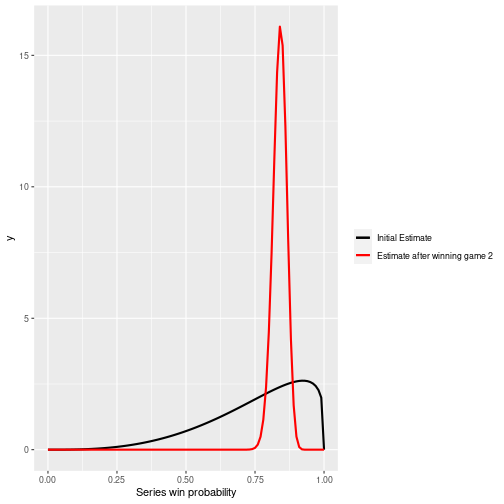 15
10
5
0
y
0.00 0.25 0.50 0.75 1.00
Series win probability
Initial Estimate
Estimate after winning game 2